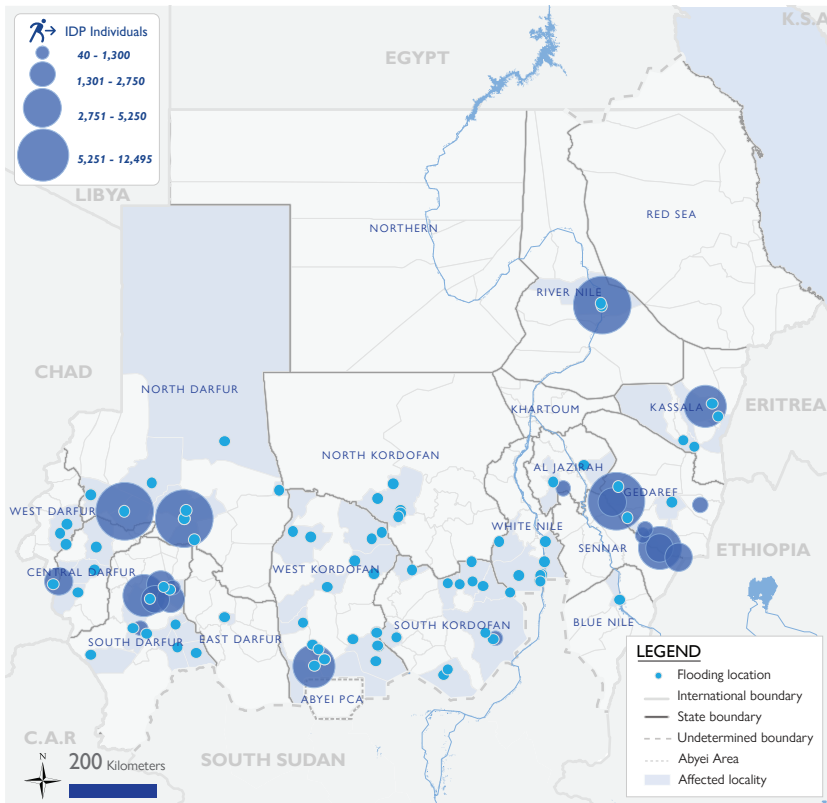 IDP Individuals
40 - 1,300
1,301 - 2,750
2,751 - 5,250
5,251 - 12,495
K.S.A
EGYPT
LIBYA
RED SEA
NORTHERN
RIVER NILE
CHAD
NORTH DARFUR
KHARTOUM
KASSALA
ERITREA
NORTH KORDOFAN
AL JAZIRAH
GEDAREF
WEST DARFUR
WHITE NILE
SENNAR
ETHIOPIA
CENTRAL DARFUR
WEST KORDOFAN
SOUTH KORDOFAN
BLUE NILE
SOUTH DARFUR
EAST DARFUR
ABYEI PCA
C.A.R
SOUTH SUDAN
N
200 Kilometers
LEGEND
Flooding location
International boundary
State boundary
Undetermined boundary
Abyei Area
Affected locality